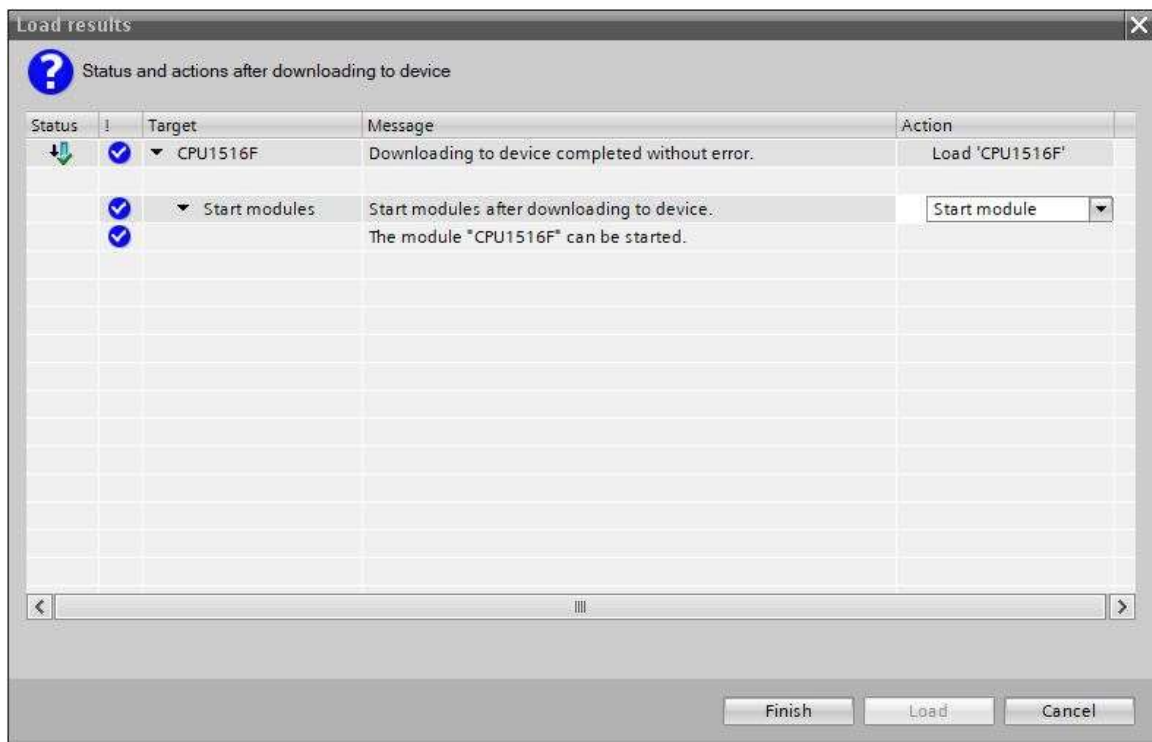 Load results
Status and actions after downloading to device
Status ! Target Message Action
CPU1516F Downloading to device completed without error. Load 'CPU1516F'
Start modules Start modules after downloading to device. Start module
The module "CPU1516F" can be started.
Finish Load Cancel